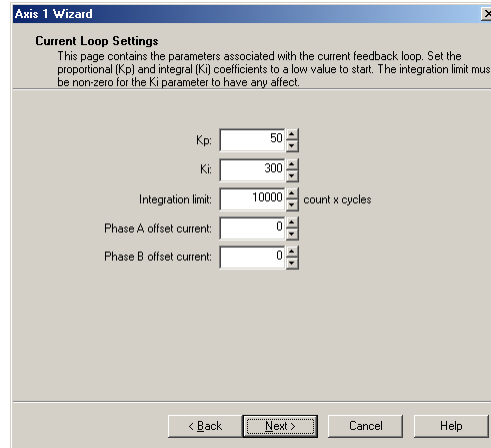 Axis 1 Wizard
Current Loop Settings
This page contains the parameters associated with the current feedback loop. Set the
proportional (Kp) and integral (Ki) coefficients to a low value to start. The integration limit mus
be non-zero for the Ki parameter to have any affect.
Kp: 50
Ki: 300
Integration limit: 10000 count x cycles
Phase A offset current: 0
Phase B offset current: 0
< Back Next > Cancel Help